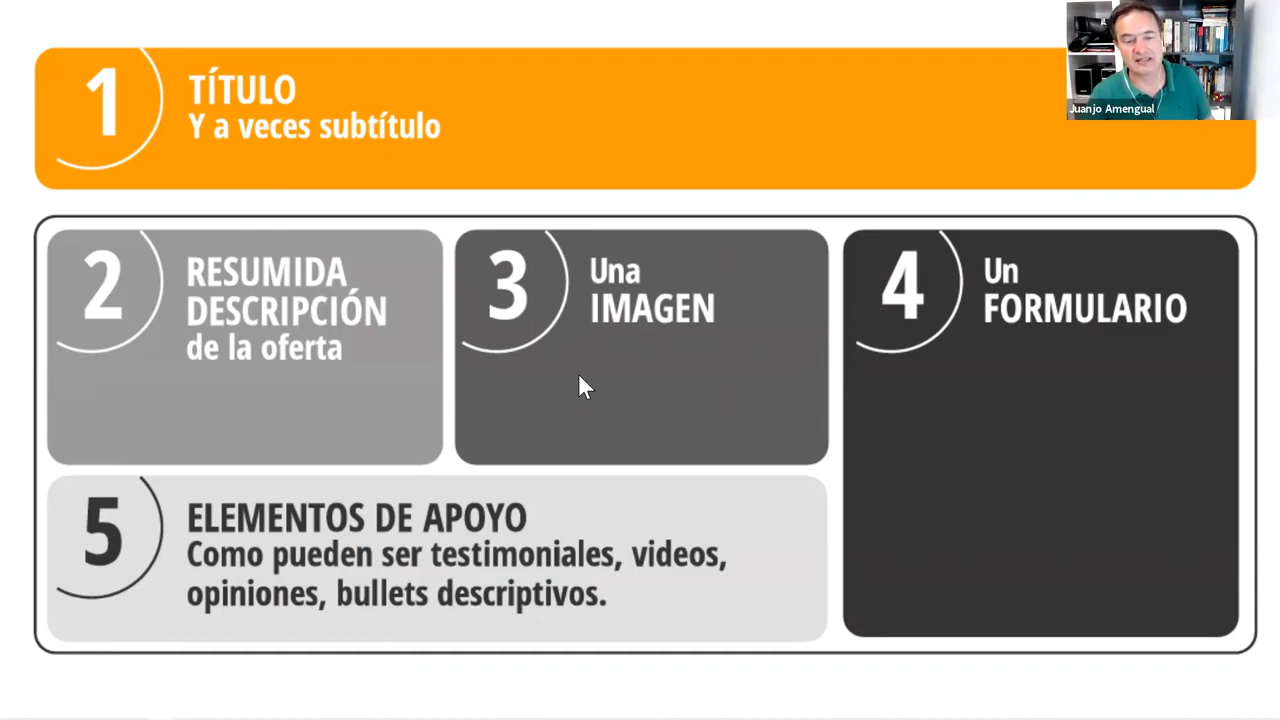 1
TÍTULO
Y a veces subtítulo
Juanjo Amengual
2
RESUMIDA
DESCRIPCIÓN
de la oferta
3
Una
IMAGEN
4
Un
FORMULARIO
5
ELEMENTOS DE APOYO
Como pueden ser testimoniales, videos,
opiniones, bullets descriptivos.